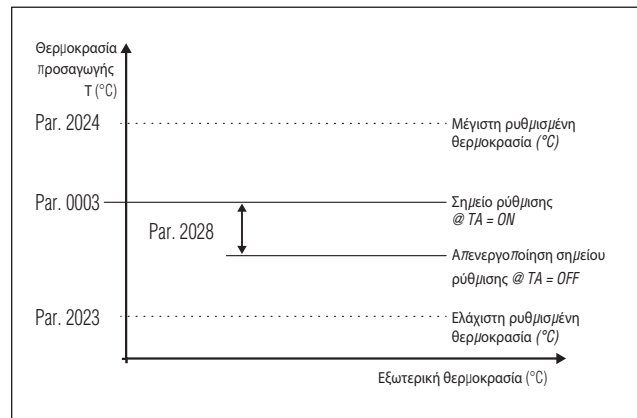 Θερμοκρασία
προσαγωγής
T (°C)
Par. 2024
Μέγιστη ρυθμισμένη
θερμοκρασία (°C)
Par. 0003
Σημείο ρύθμισης
@ TA = ON
Par. 2028
Απενεργοποίηση σημείου
ρύθμισης @ TA = OFF
Par. 2023
Ελάχιστη ρυθμισμένη
θερμοκρασία (°C)
Εξωτερική θερμοκρασία (°C)